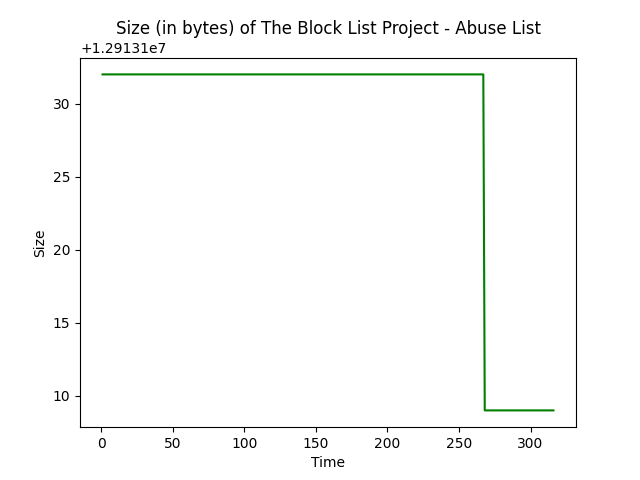 Size (in bytes) of The Block List Project - Abuse List
+1.29131e7
30
25
20
15
10
Size
0 50 100 150 200 250 300
Time